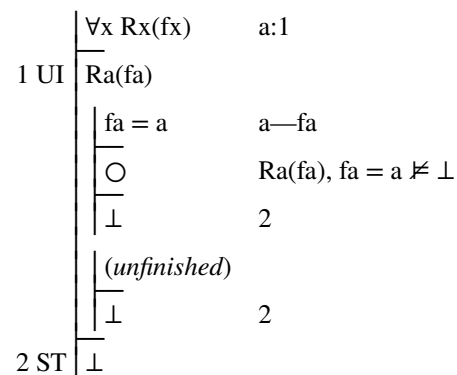 ∀x Rx(fx) a:1
1 UI Ra(fa)
fa = a a—fa
○ Ra(fa), fa = a ⊭ ⊥
⊥ 2
(unfinished)
⊥ 2
2 ST ⊥